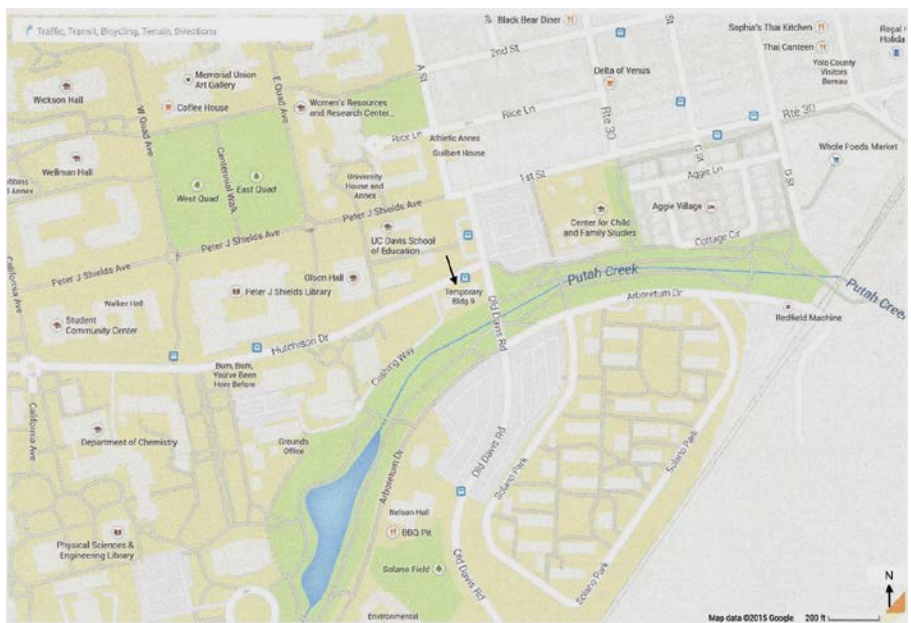 Traffic, Transit, Bicycling, Terrain, Directions
Black Bear Diner
Sophia's Thai Kitchen
Thai Canteen
Regal
Holida
Yolo County
Visitors
Bureau
2nd St
A St
St
Memorial Union
Art Gallery
Wickson Hall
Coffee House
E Quad Ave
W Quad Ave
Women's Resources
and Research Center...
Delta of Venus
Rice Ln
Rte 30
Rte 30
Rice Ln
Athletic Annex
Guilbert House
Whole Foods Market
Wellman Hall
Centennial Walk
West Quad
East Quad
University
House and
Annex
1st St
C St
Aggie Ln
D St
Aggie Village
Peter J Shields Ave
Peter J Shields Ave
Peter J Shields Ave
UC Davis School
of Education
Center for Child
and Family Studies
Cottage Cir
California Ave
Olson Hall
Peter J Shields Library
Temporary
Bldg 9
Putah Creek
Putah Creek
Arboretum Dr
Old Davis Rd
Redfield Machine
Walker Hall
Student
Community Center
Hutchison Dr
Cushing Way
Bum, Bum,
You've Been
Here Before
California Ave
Department of Chemistry
Grounds
Office
Arboretum Dr
Old Davis Rd
Solano Park
Solano Park
Nelson Hall
BBQ Pit
Physical Sciences &
Engineering Library
Solano Field
Old Davis Rd
Solano Park
Environmental
N
Map data ©2015 Google 200 ft